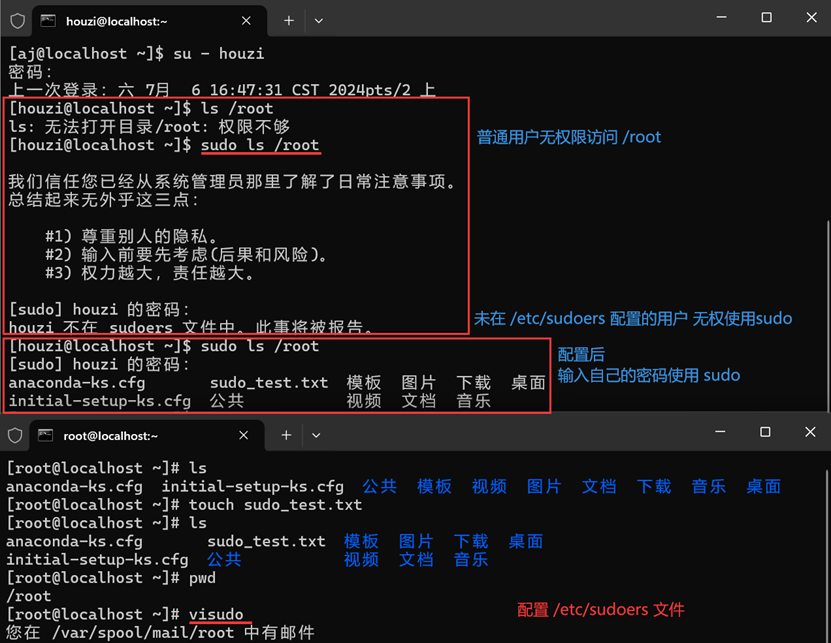 houzi@localhost:~
[aj@localhost ~]$ su - houzi
密码：
上一次登录：六 7月  6 16:47:31 CST 2024pts/2 上
[houzi@localhost ~]$ ls /root
ls: 无法打开目录/root: 权限不够
普通用户无权限访问 /root
[houzi@localhost ~]$ sudo ls /root
我们信任您已经从系统管理员那里了解了日常注意事项。
总结起来无外乎这三点：
#1) 尊重别人的隐私。
#2) 输入前要先考虑(后果和风险)。
#3) 权力越大，责任越大。
[sudo] houzi 的密码：
houzi 不在 sudoers 文件中。此事将被报告。
未在 /etc/sudoers 配置的用户 无权使用sudo
[houzi@localhost ~]$ sudo ls /root
[sudo] houzi 的密码：
anaconda-ks.cfg       sudo_test.txt  模板  图片  下载  桌面
initial-setup-ks.cfg  公共           视频  文档  音乐
配置后
输入自己的密码使用 sudo
root@localhost:~
[root@localhost ~]# ls
anaconda-ks.cfg  initial-setup-ks.cfg  公共  模板  视频  图片  文档  下载  音乐  桌面
[root@localhost ~]# touch sudo_test.txt
[root@localhost ~]# ls
anaconda-ks.cfg       sudo_test.txt  模板  图片  下载  桌面
initial-setup-ks.cfg  公共           视频  文档  音乐
[root@localhost ~]# pwd
/root
[root@localhost ~]# visudo
配置 /etc/sudoers 文件
您在 /var/spool/mail/root 中有邮件